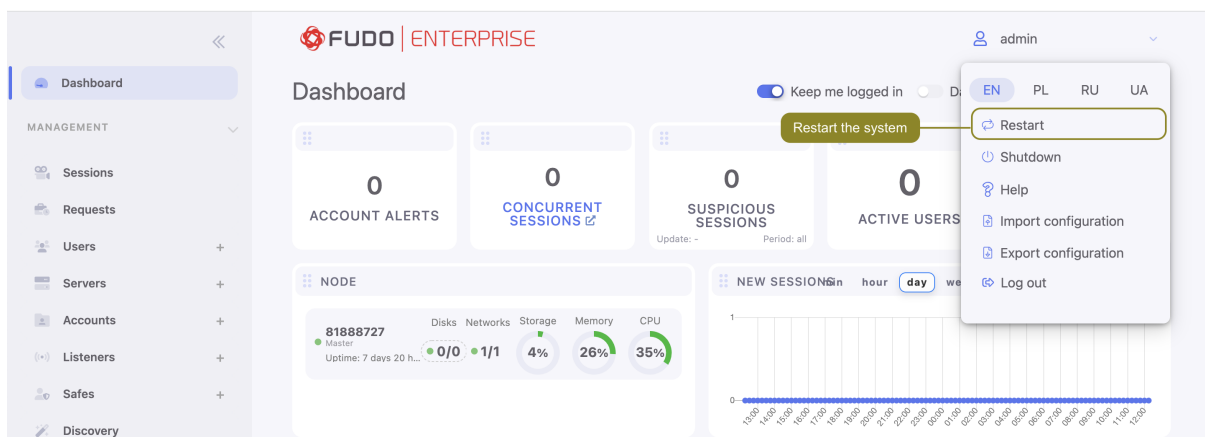 FUDO ENTERPRISE
admin
Dashboard
MANAGEMENT
Sessions
Requests
Users +
Servers +
Accounts +
Listeners +
Safes +
Discovery
Dashboard
Keep me logged in Da
EN PL RU UA
Restart the system
Restart
Shutdown
Help
Import configuration
Export configuration
Log out
0
ACCOUNT ALERTS
0
CONCURRENT
SESSIONS
0
SUSPICIOUS
SESSIONS
Update: - Period: all
0
ACTIVE USERS
NODE
81888727
Master
Uptime: 7 days 20 h...
Disks Networks Storage Memory CPU
0/0 1/1 4% 26% 35%
NEW SESSIONS min hour day we
1
0
13:00 14:00 15:00 16:00 17:00 18:00 19:00 20:00 21:00 22:00 23:00 00:00 01:00 02:00 03:00 04:00 05:00 06:00 07:00 08:00 09:00 10:00 11:00 12:00